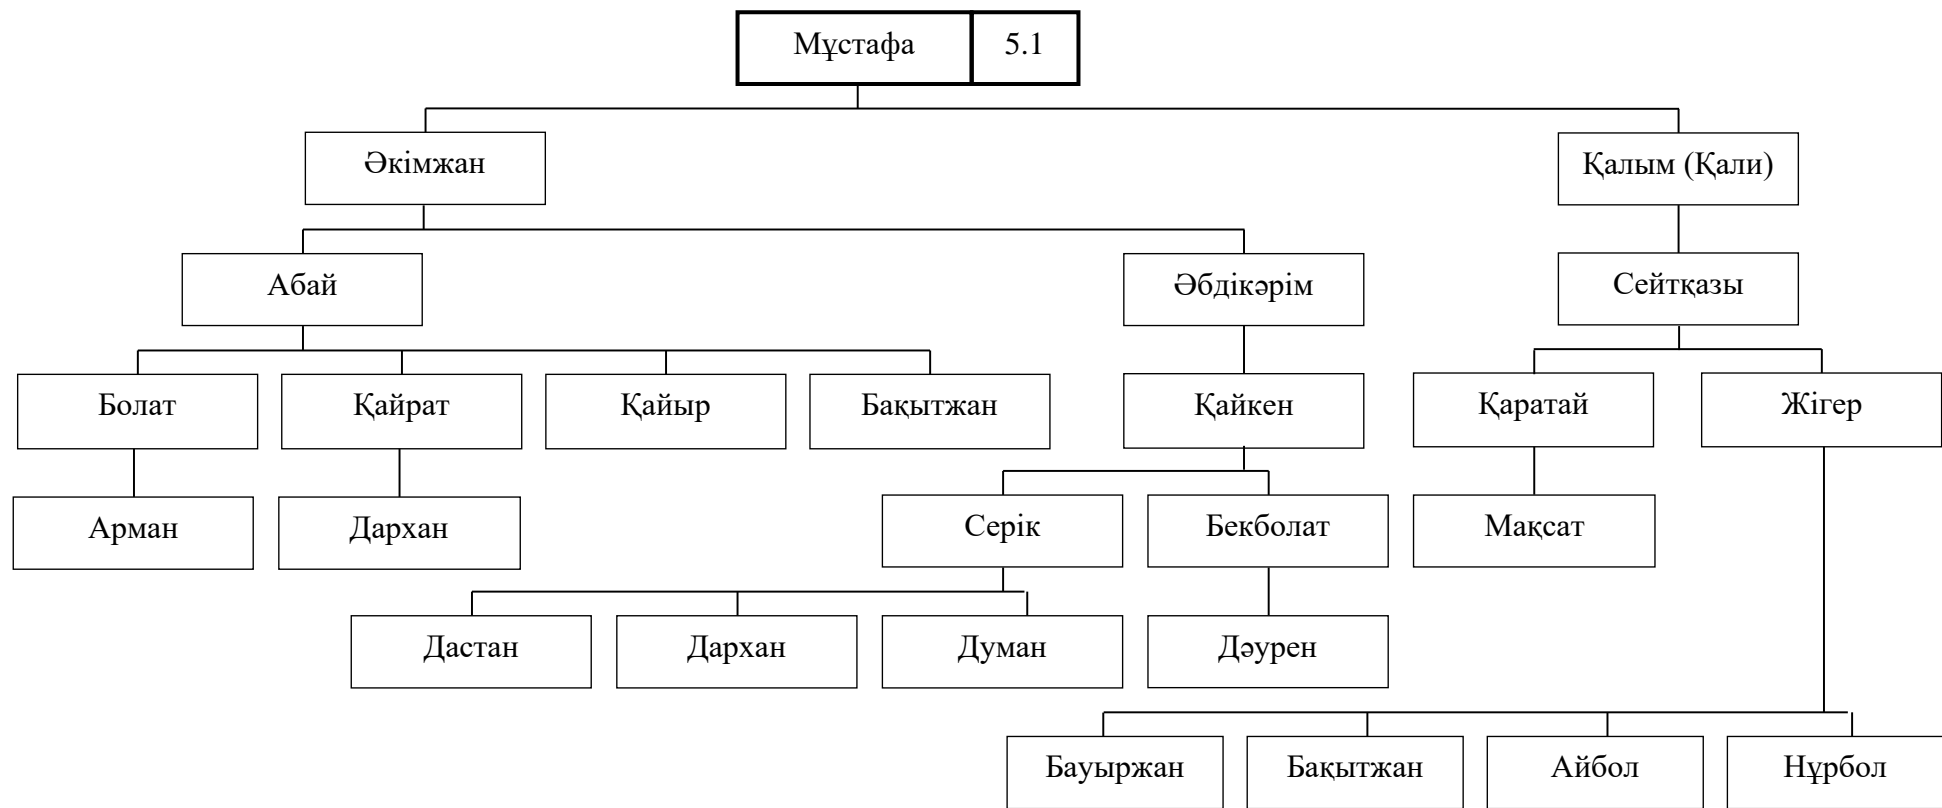 Мұстафа 5.1
Әкімжан Қалым (Қали)
Абай Әбдікәрім Сейтқазы
Болат Қайрат Қайыр Бақытжан Қайкен Қаратай Жігер
Арман Дархан Серік Бекболат Мақсат
Дастан Дархан Думан Дәурен
Бауыржан Бақытжан Айбол Нұрбол